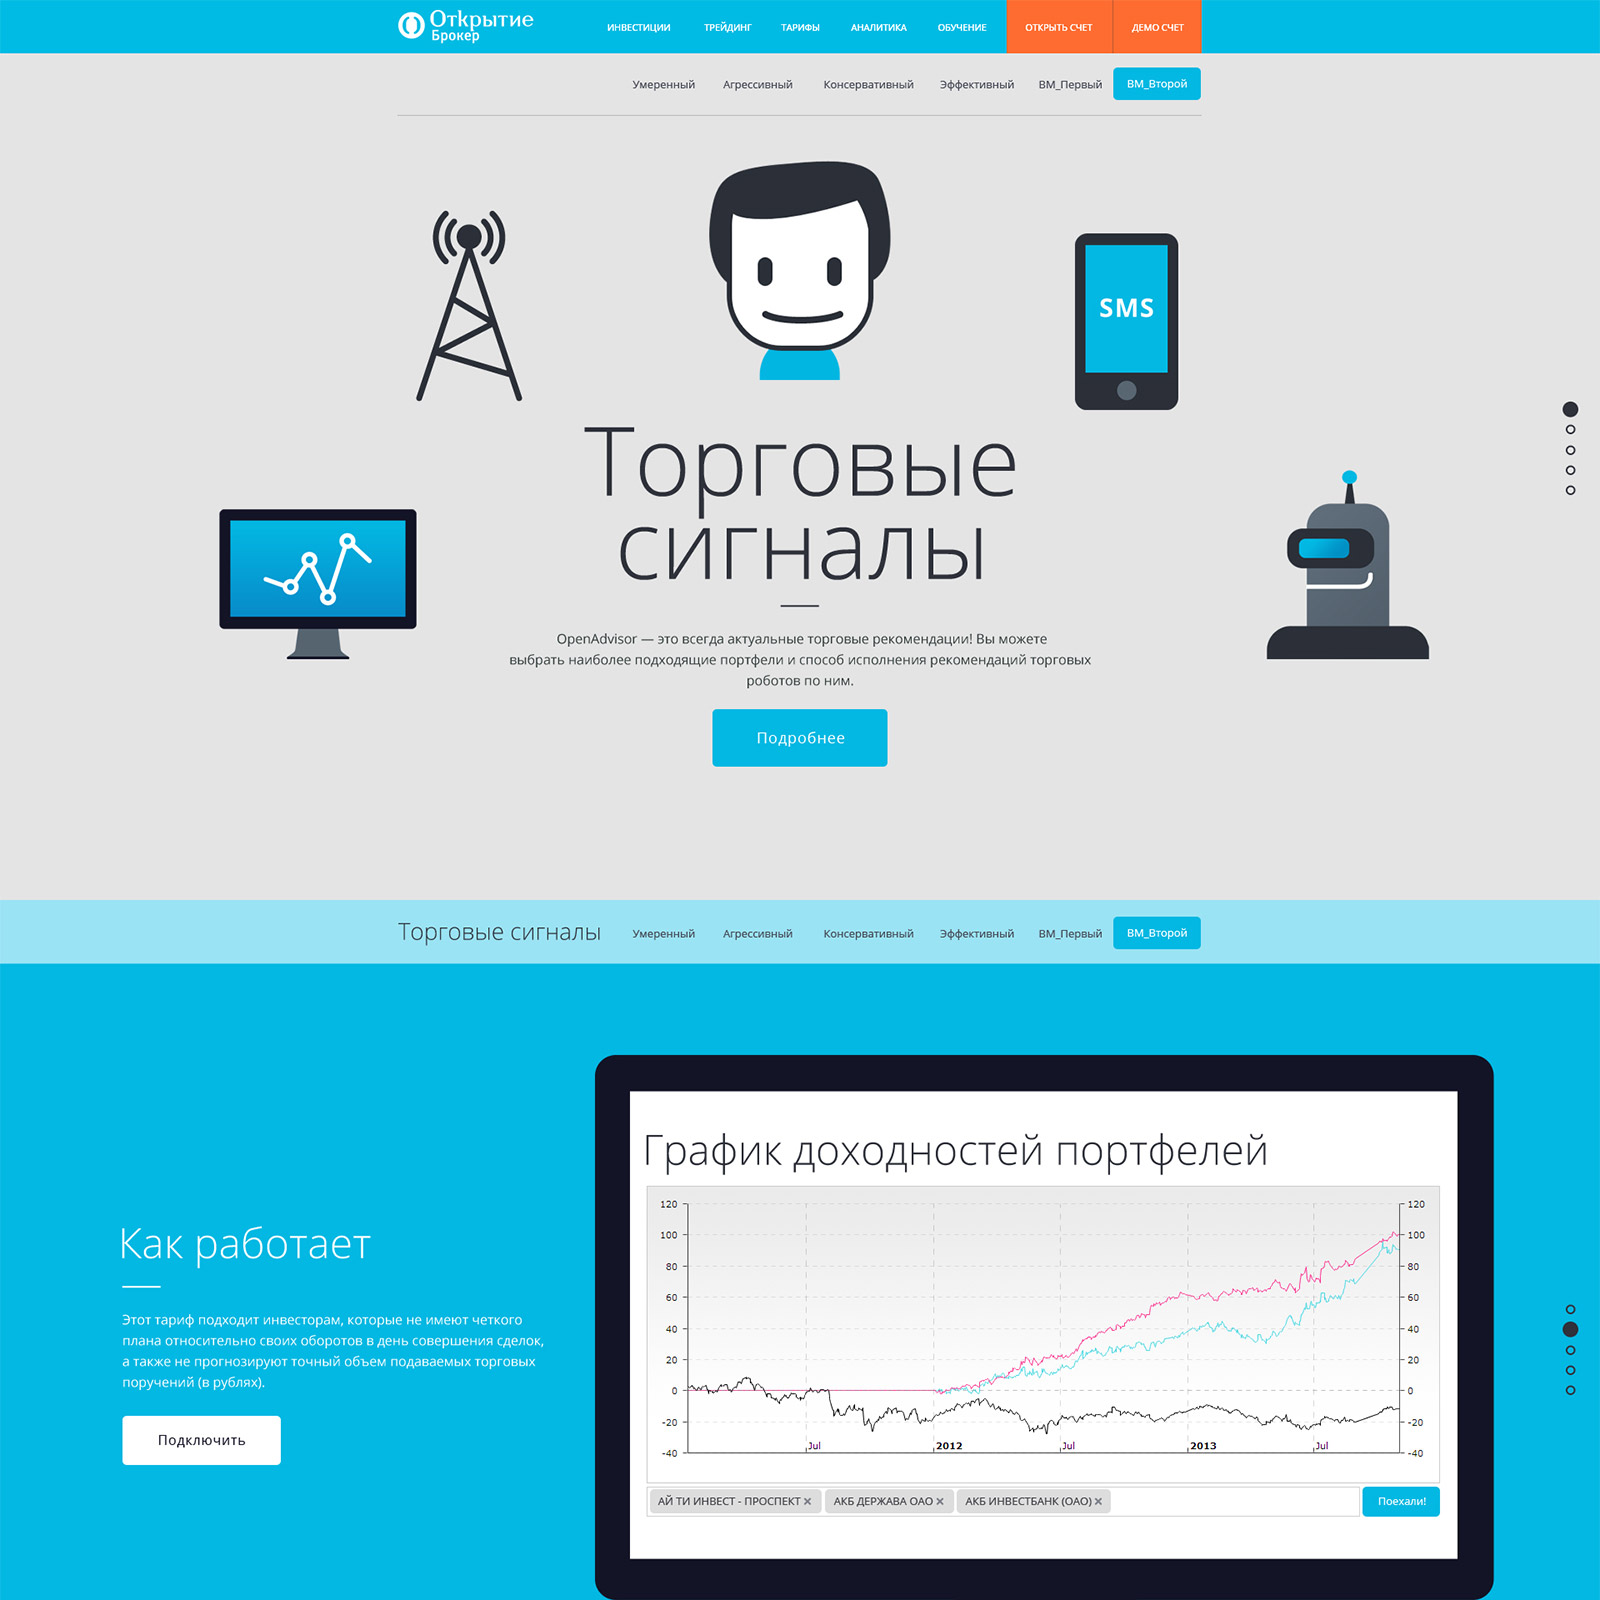 Открытие
Брокер
ИНВЕСТИЦИИ ТРЕЙДИНГ ТАРИФЫ АНАЛИТИКА ОБУЧЕНИЕ ОТКРЫТЬ СЧЕТ ДЕМО СЧЕТ
Умеренный Агрессивный Консервативный Эффективный ВМ_Первый ВМ_Второй
SMS
Торговые
сигналы
OpenAdvisor — это всегда актуальные торговые рекомендации! Вы можете
выбрать наиболее подходящие портфели и способ исполнения рекомендаций торговых
роботов по ним.
Подробнее
Торговые сигналы Умеренный Агрессивный Консервативный Эффективный ВМ_Первый ВМ_Второй
Как работает
Этот тариф подходит инвесторам, которые не имеют четкого
плана относительно своих оборотов в день совершения сделок,
а также не прогнозируют точный объем подаваемых торговых
поручений (в рублях).
Подключить
График доходностей портфелей
120 120
100 100
80 80
60 60
40 40
20 20
0 0
-20 -20
-40 -40
Jul 2012 Jul 2013 Jul
АЙ ТИ ИНВЕСТ - ПРОСПЕКТ × АКБ ДЕРЖАВА ОАО × АКБ ИНВЕСТБАНК (ОАО) × Поехали!